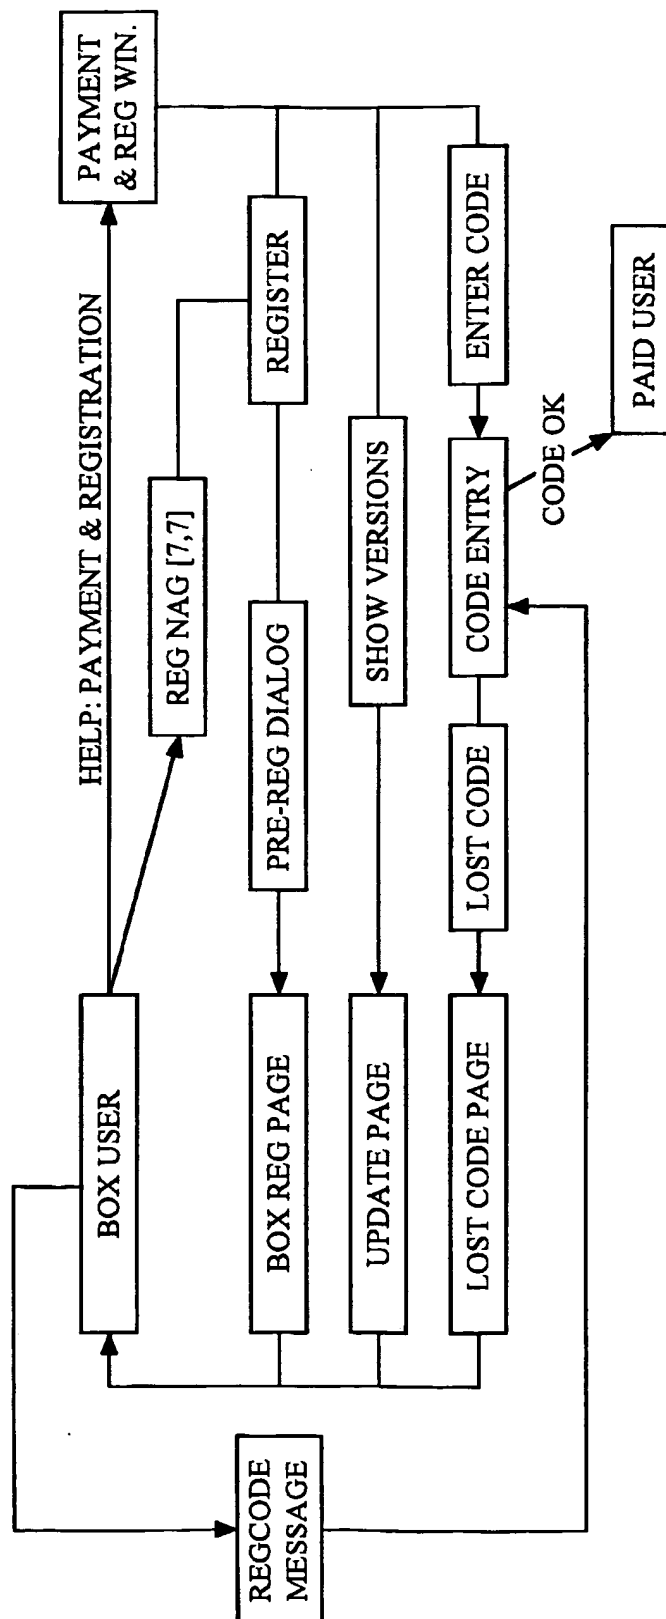 BOX USER
HELP: PAYMENT & REGISTRATION
PAYMENT
& REG WIN.
REG NAG [7,7]
REGCODE
MESSAGE
BOX REG PAGE
PRE-REG DIALOG
REGISTER
UPDATE PAGE
SHOW VERSIONS
LOST CODE PAGE
LOST CODE
CODE ENTRY
ENTER CODE
CODE OK
PAID USER